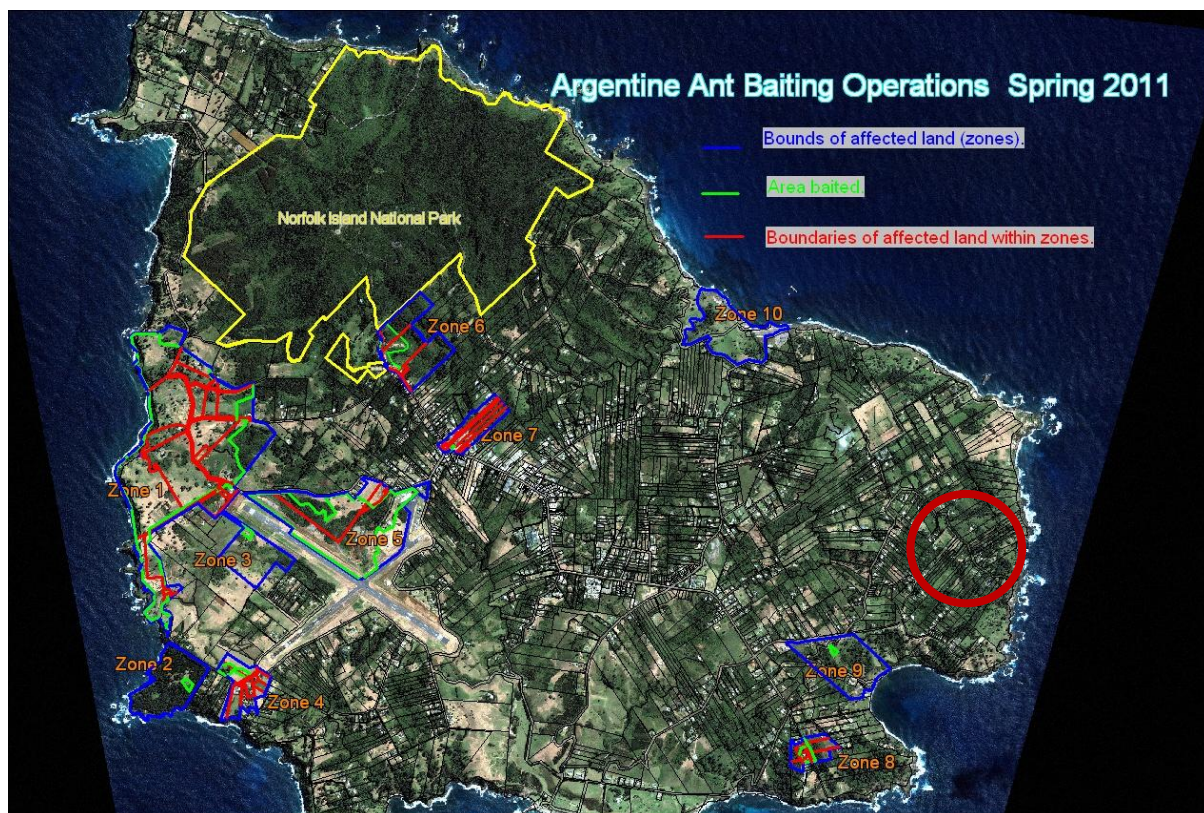 Argentine Ant Baiting Operations Spring 2011
Bounds of affected land (zones).
Area baited.
Boundaries of affected land within zones.
Norfolk Island National Park
Zone 10
Zone 6
Zone 7
Zone 1
Zone 5
Zone 3
Zone 2
Zone 9
Zone 4
Zone 8